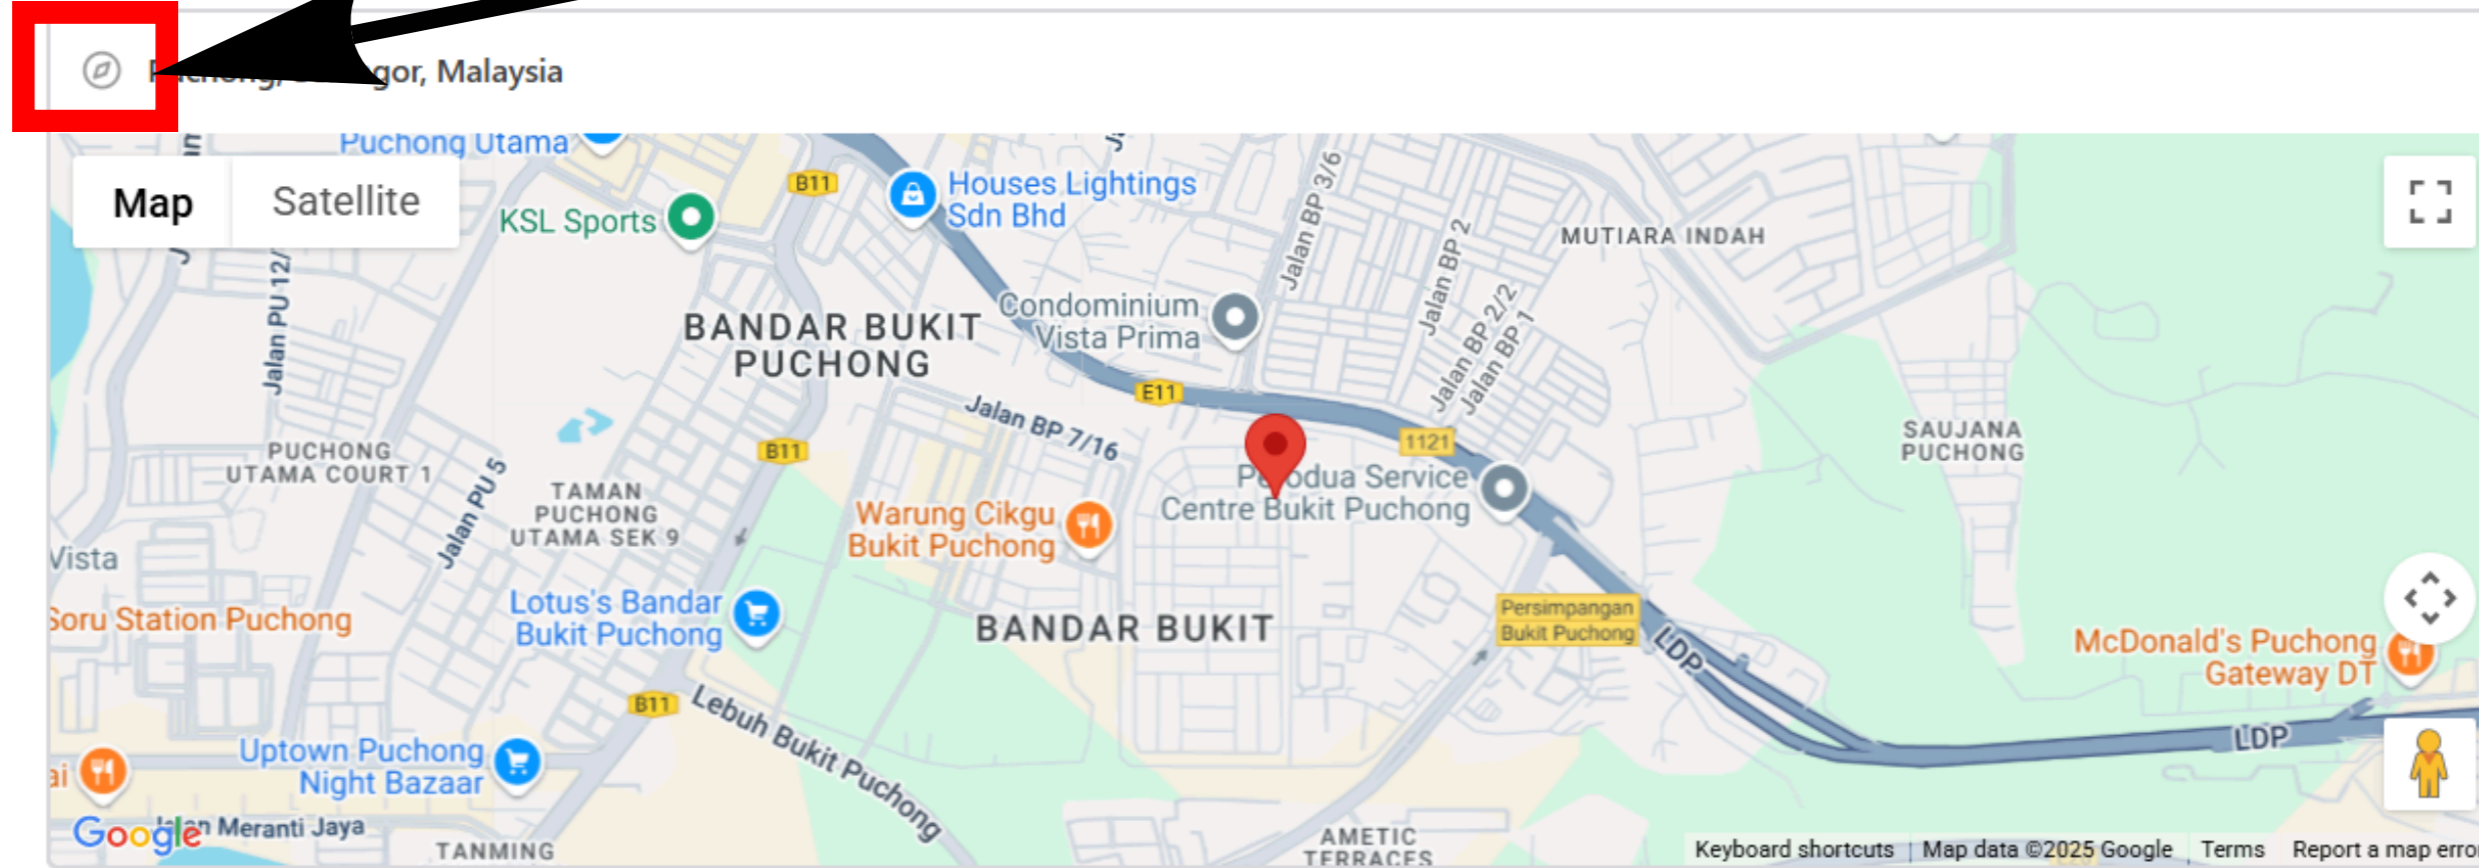 gor, Malaysia
Puchong Utama
Map
Satellite
B11
Houses Lightings
Sdn Bhd
KSL Sports
Jalan BP 3/6
Jalan BP 2
MUTIARA INDAH
Jalan PU 12/
Condominium
Vista Prima
Jalan BP 2/2
Jalan BP 1
BANDAR BUKIT
PUCHONG
E11
Jalan BP 7/16
1121
SAUJANA
PUCHONG
PUCHONG
UTAMA COURT 1
B11
Jalan PU 5
TAMAN
PUCHONG
UTAMA SEK 9
Service
Centre Bukit Puchong
Warung Cikgu
Bukit Puchong
Vista
Soru Station Puchong
Lotus's Bandar
Bukit Puchong
BANDAR BUKIT
Persimpangan
Bukit Puchong
LDP
McDonald's Puchong
Gateway DT
B11
Lebuh Bukit Puchong
LDP
Uptown Puchong
Night Bazaar
ai
Google
Meranti Jaya
TANMING
AMETIC
TERRACES
Keyboard shortcuts
Map data ©2025 Google
Terms
Report a map erro